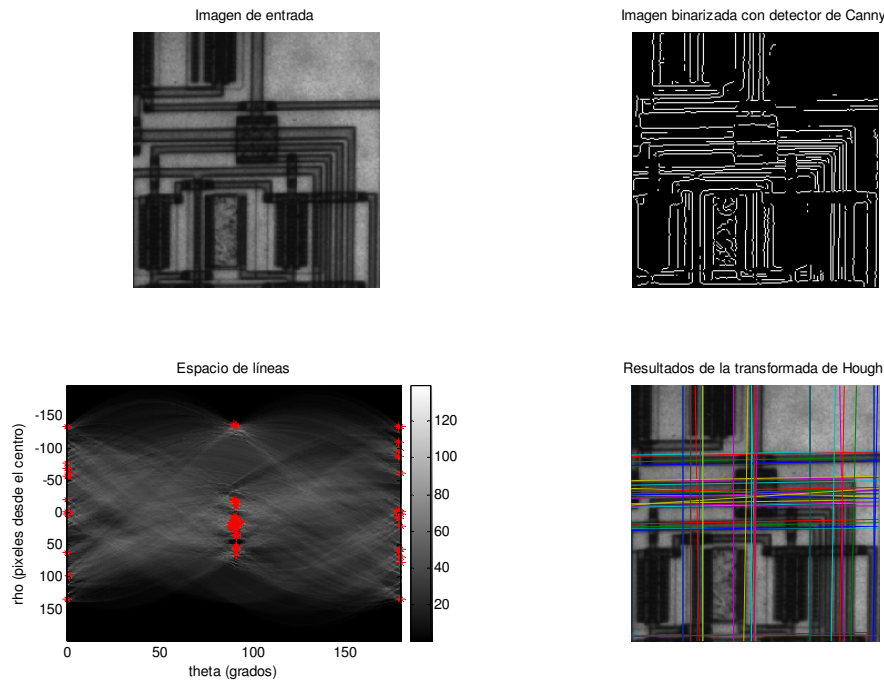 Imagen de entrada
Imagen binarizada con detector de Canny
Espacio de líneas
-150
-100
-50
0
50
100
150
rho (pixeles desde el centro)
0
50
100
150
theta (grados)
120
100
80
60
40
20
Resultados de la transformada de Hough